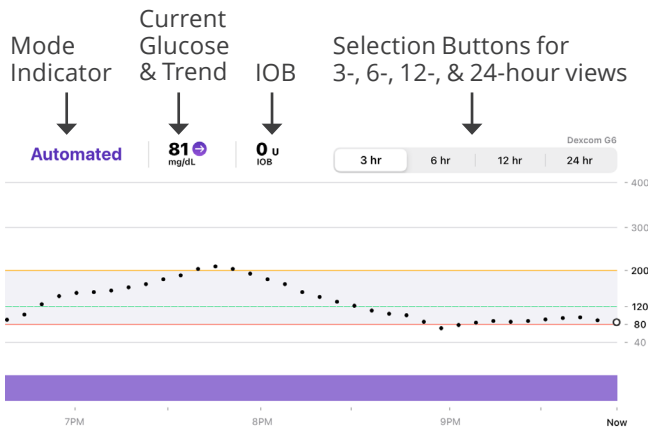 Mode
Indicator
Current
Glucose
& Trend
IOB
Selection Buttons for
3-, 6-, 12-, & 24-hour views
Automated
81
mg/dL
0 U
IOB
Dexcom G6
3 hr
6 hr
12 hr
24 hr
400
300
200
120
80
40
7PM
8PM
9PM
Now